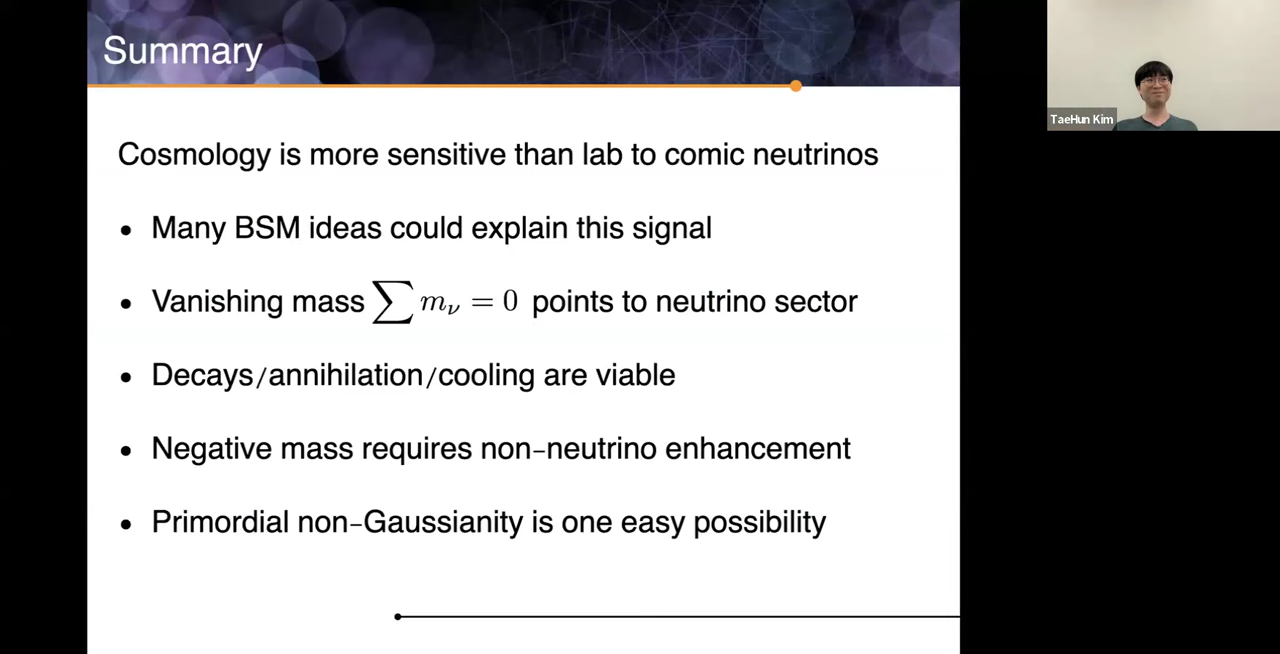 Summary
TaeHun Kim
Cosmology is more sensitive than lab to comic neutrinos
• Many BSM ideas could explain this signal
• Vanishing mass ∑ mν = 0 points to neutrino sector
• Decays/annihilation/cooling are viable
• Negative mass requires non-neutrino enhancement
• Primordial non-Gaussianity is one easy possibility